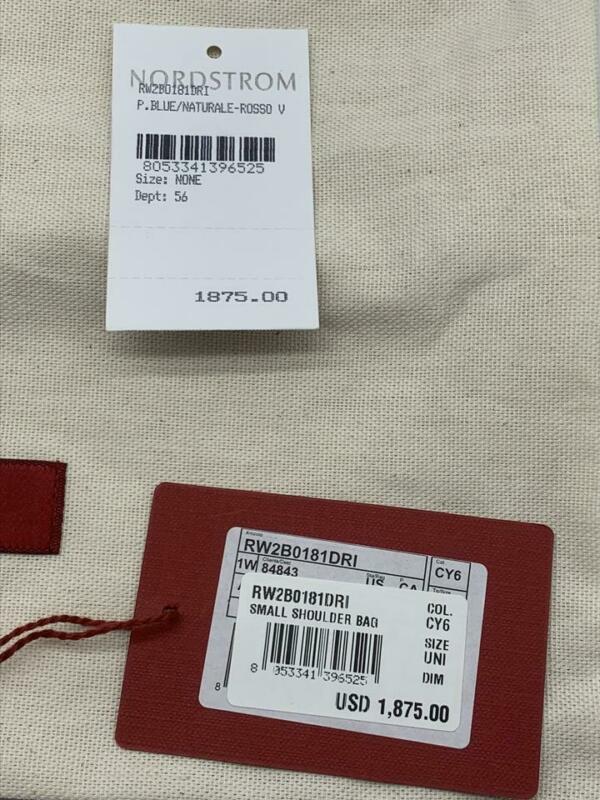 NORDSTROM
RW2B0181DRI
P.BLUE/NATURALE-ROSSO V
8053341396525
Size: NONE
Dept: 56
1875.00
RW2B0181DRI
CY6
1W 84843
US
CA
RW2B0181DRI
SMALL SHOULDER BAG
COL.
CY6
SIZE
UNI
DIM
8 053341 396525
8
USD 1,875.00